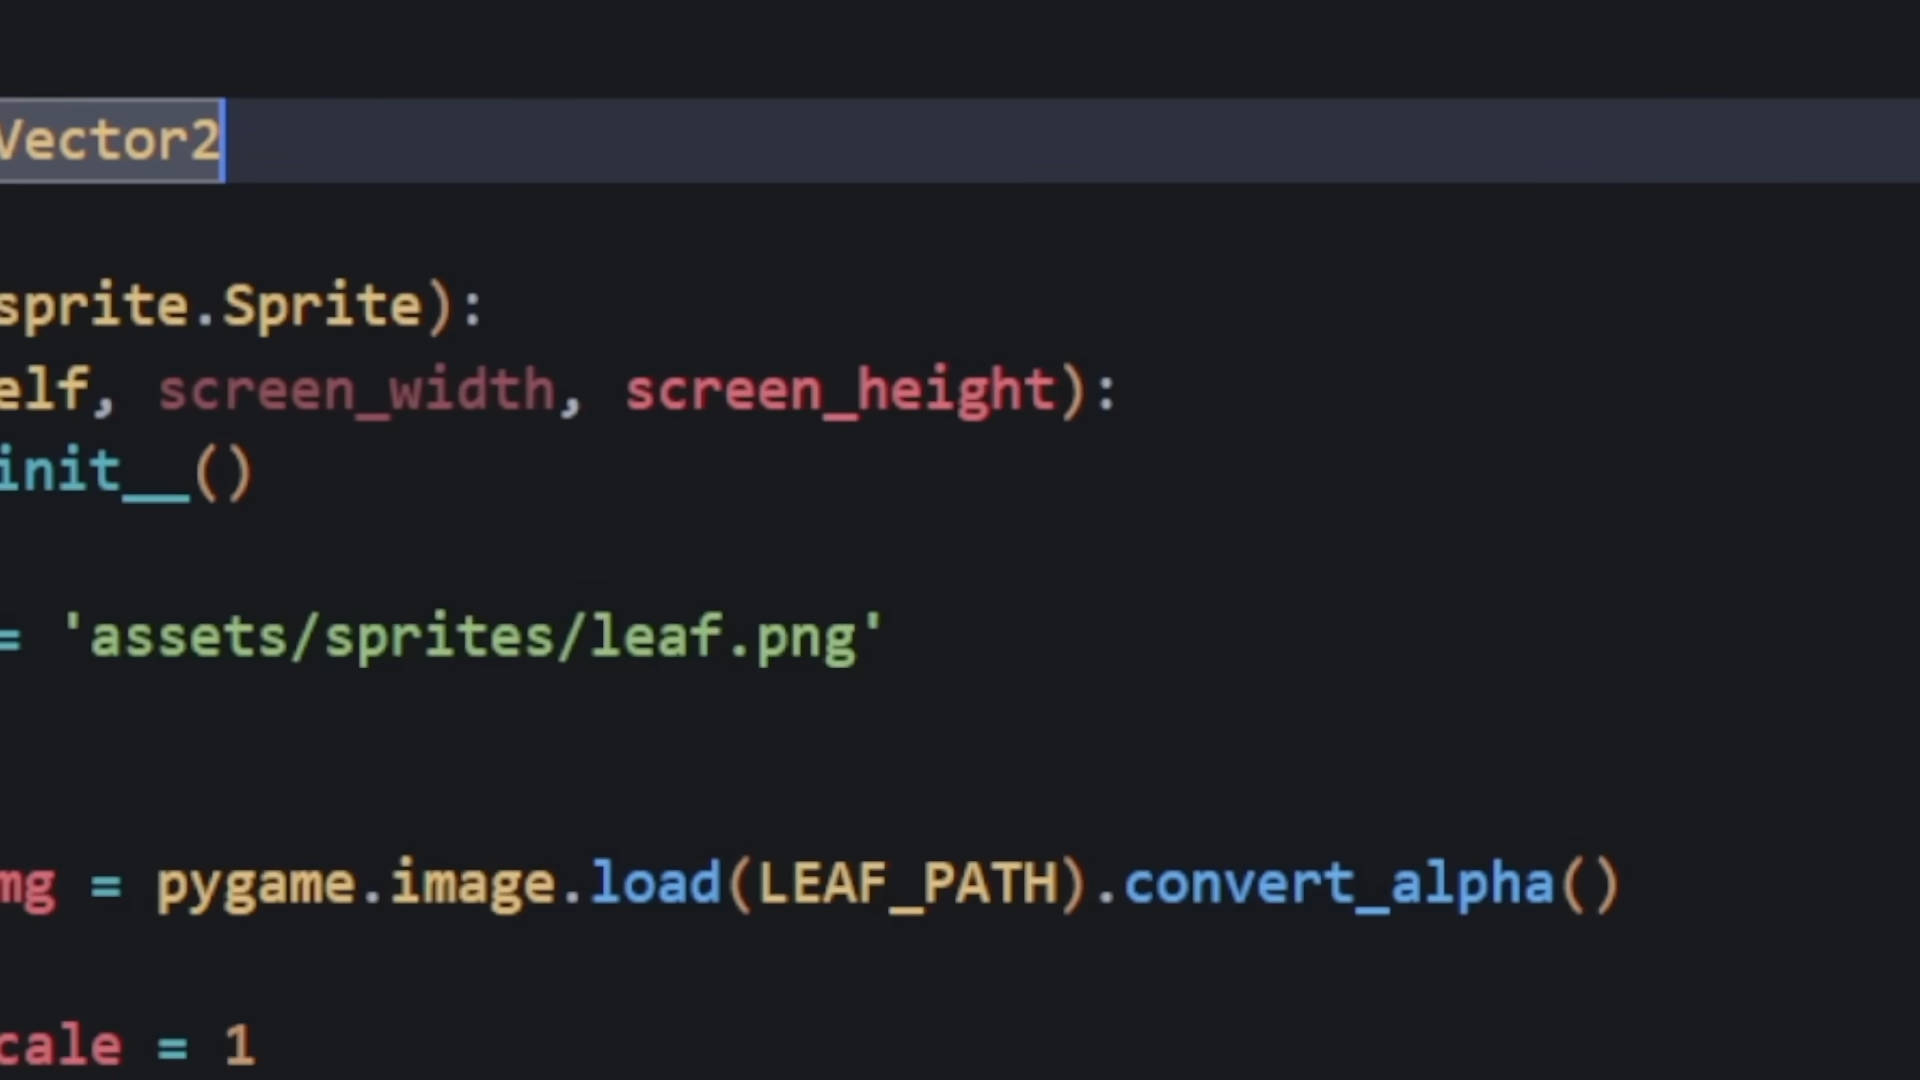 Vector2
sprite.Sprite):
elf, screen_width, screen_height):
init__()
= 'assets/sprites/leaf.png'
mg = pygame.image.load(LEAF_PATH).convert_alpha()
cale = 1